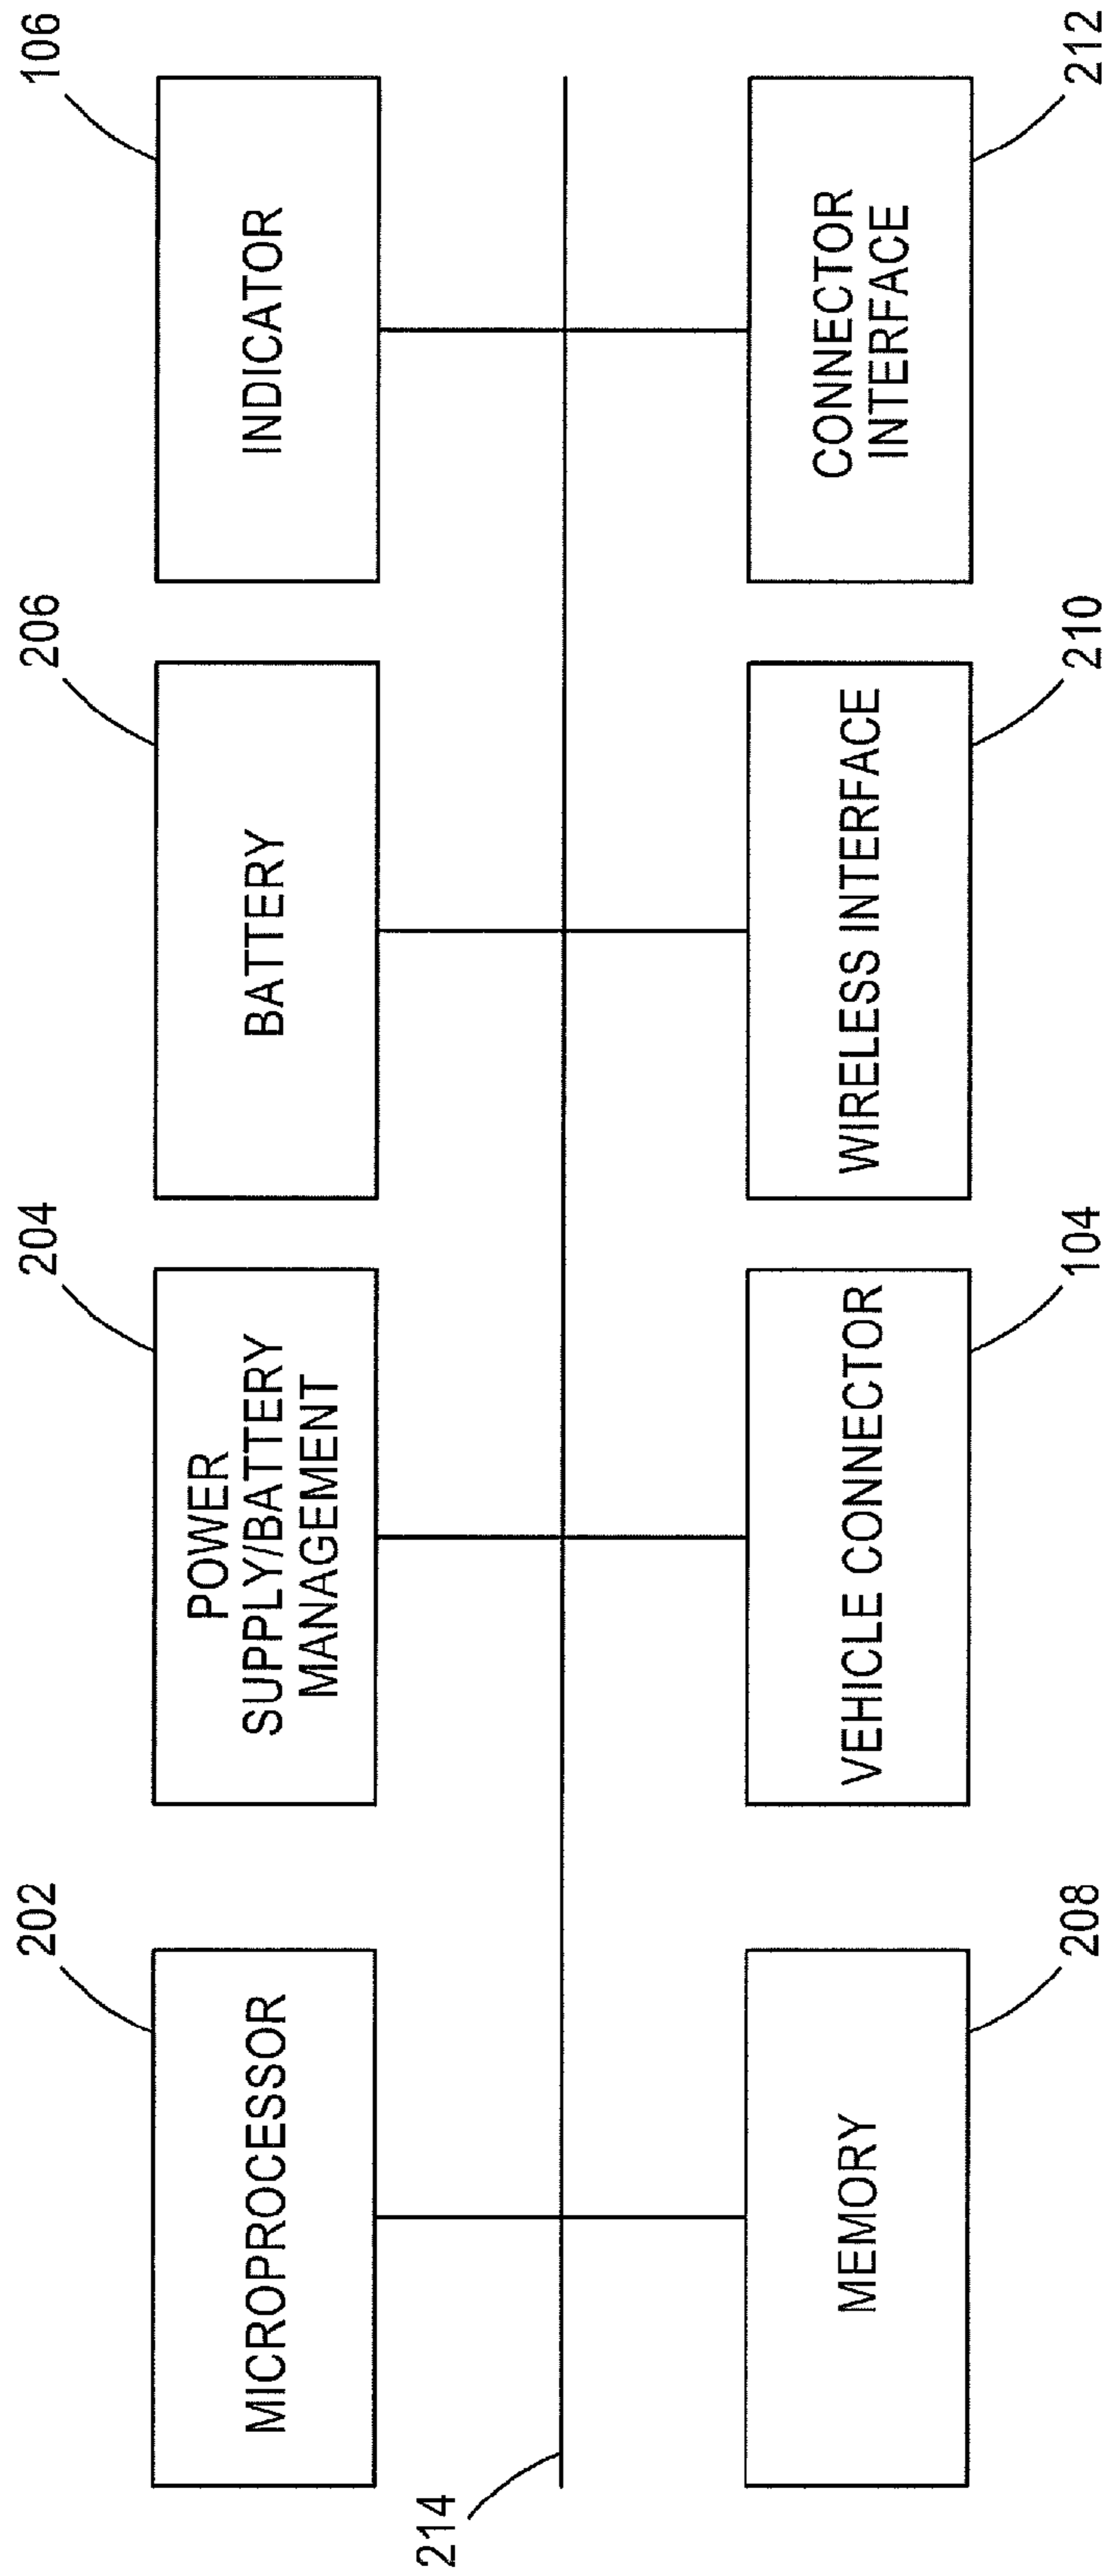 202
MICROPROCESSOR
204
POWER
SUPPLY/BATTERY
MANAGEMENT
206
BATTERY
106
INDICATOR
214
MEMORY
208
VEHICLE CONNECTOR
104
WIRELESS INTERFACE
210
CONNECTOR
INTERFACE
212